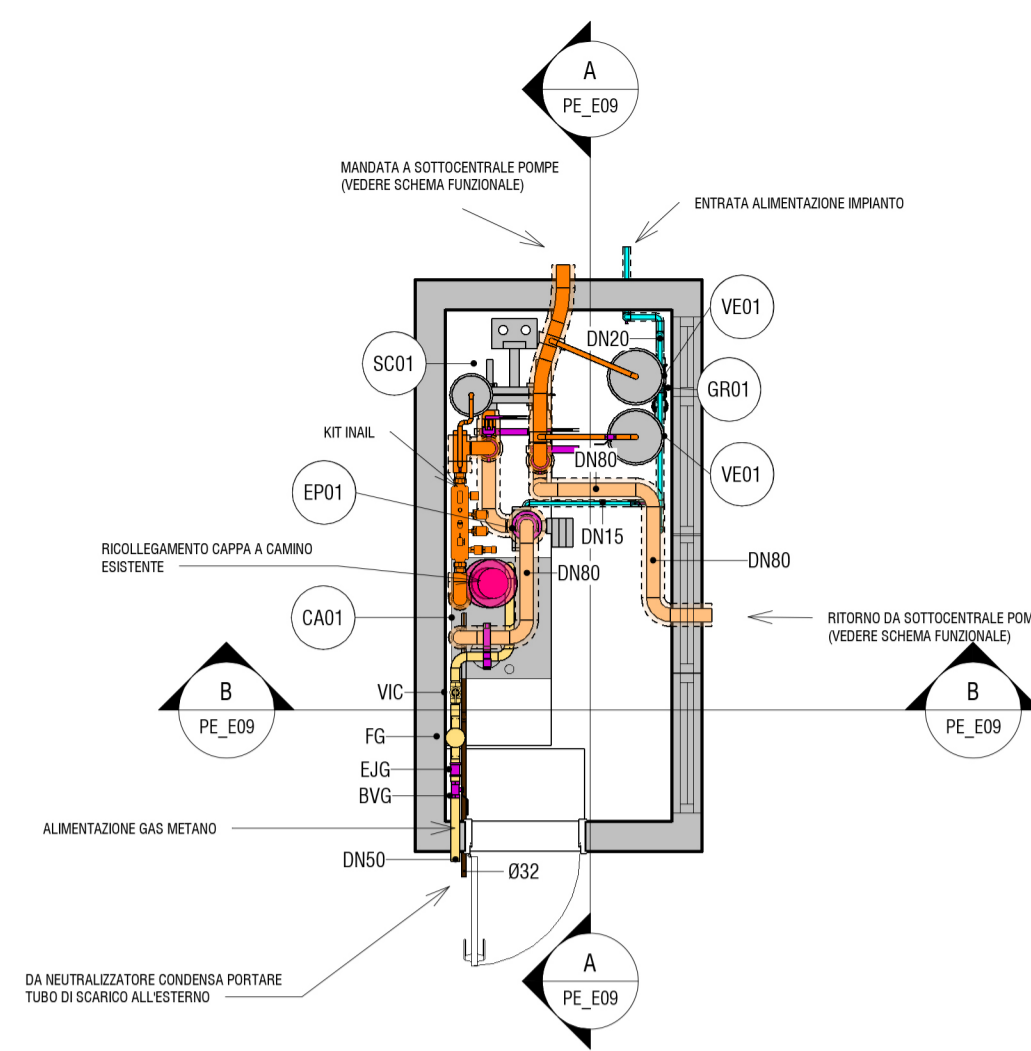 A
PE_E09
MANDATA A SOTTOCENTRALE POMPE
(VEDERE SCHEMA FUNZIONALE)
ENTRATA ALIMENTAZIONE IMPIANTO
VE01
DN20
SC01
GR01
KIT INAIL
DN80
VE01
EP01
DN15
RICOLLEGAMENTO CAPPA A CAMINO
ESISTENTE
DN80
DN80
CA01
RITORNO DA SOTTOCENTRALE POM
(VEDERE SCHEMA FUNZIONALE)
B
PE_E09
B
PE_E09
VIC
FG
EJG
BVG
ALIMENTAZIONE GAS METANO
DN50
Ø32
DA NEUTRALIZZATORE CONDENSA PORTARE
TUBO DI SCARICO ALL'ESTERNO
A
PE_E09